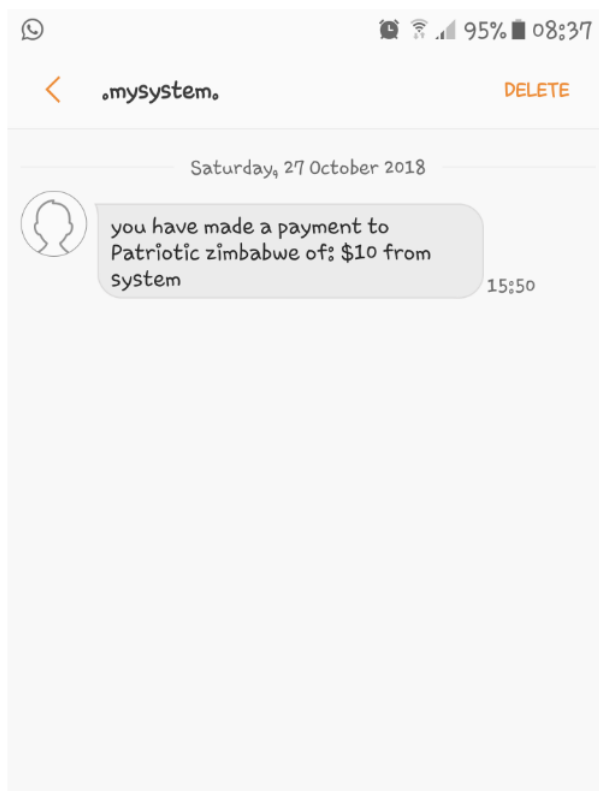 95% 08:37
.mysystem. DELETE
Saturday, 27 October 2018
you have made a payment to
Patriotic zimbabwe of: $10 from
system
15:50